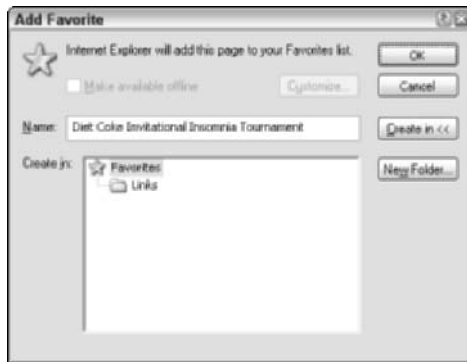 Add Favorite
Internet Explorer will add this page to your Favorites list.
OK
Make available offline
Customize...
Cancel
Name:
Diet Coke Invitational Insomnia Tournament
Create in <<
Create in:
Favorites
Links
New Folder...